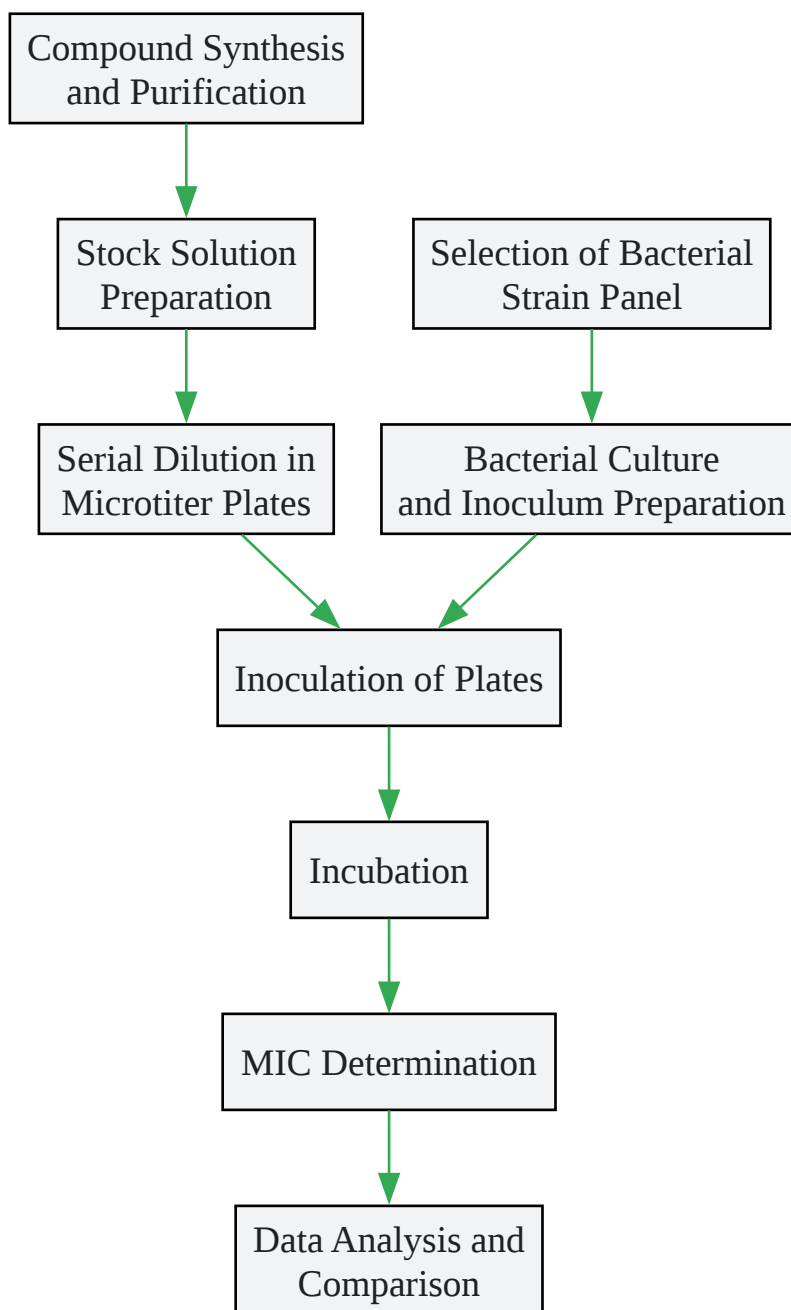 Compound Synthesis
and Purification
Stock Solution
Preparation
Selection of Bacterial
Strain Panel
Serial Dilution in
Microtiter Plates
Bacterial Culture
and Inoculum Preparation
Inoculation of Plates
Incubation
MIC Determination
Data Analysis and
Comparison